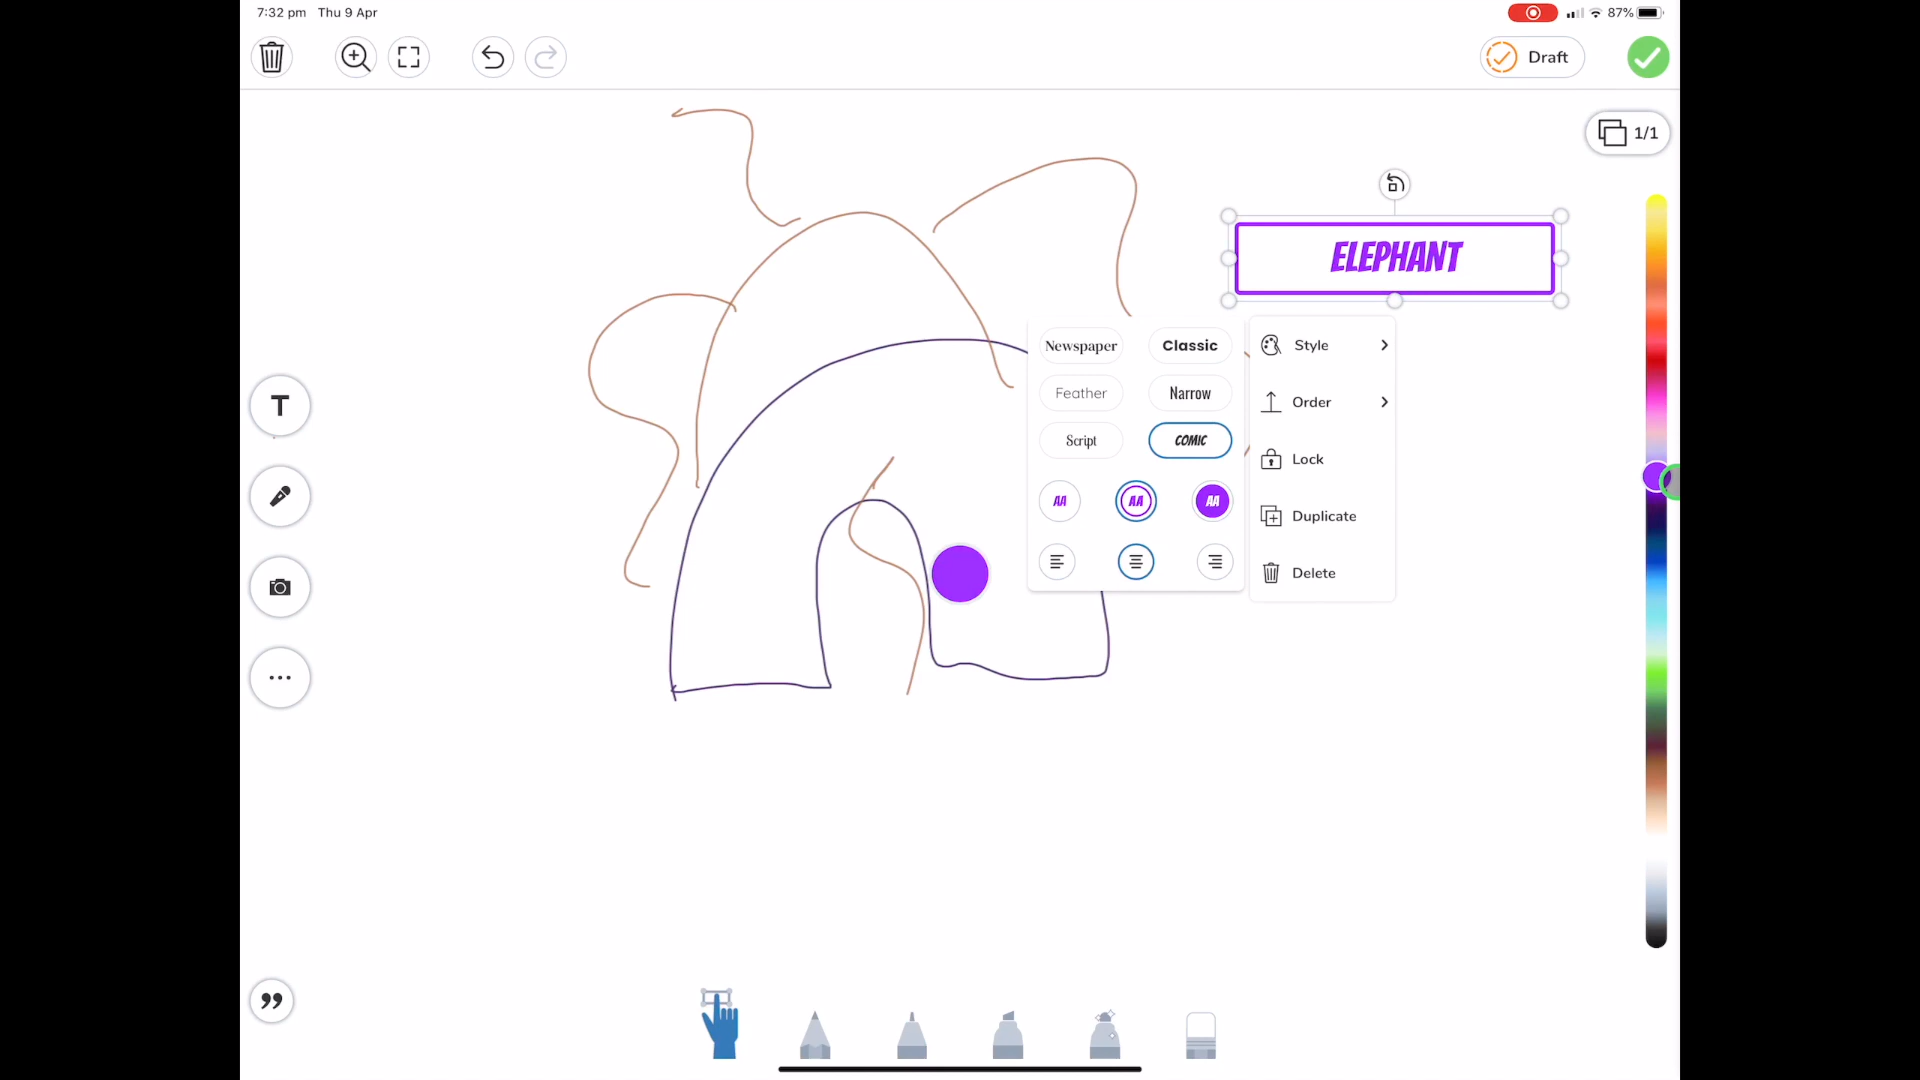 7:32 pm Thu 9 Apr
87%
Draft
1/1
ELEPHANT
Newspaper Classic
Feather Narrow
Script COMIC
AA AA AA
Style
Order
Lock
Duplicate
Delete
T